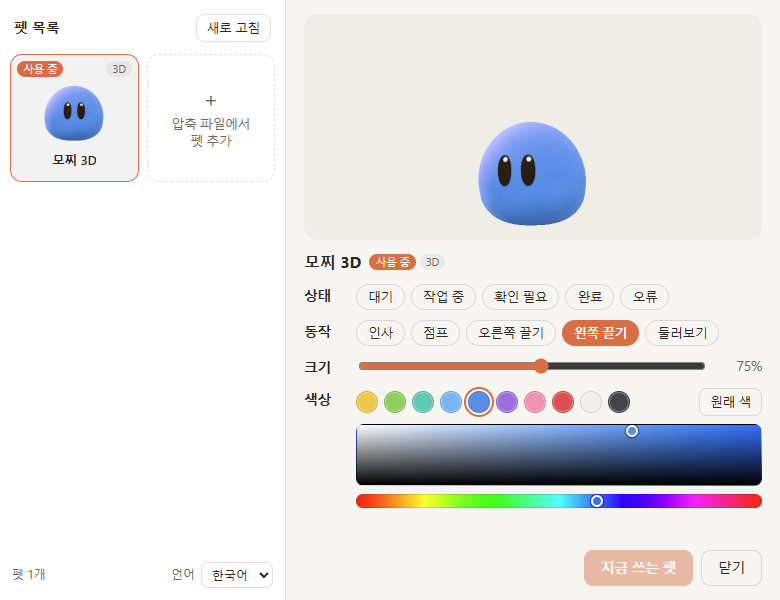 펫 목록
새로 고침
사용 중
3D
모찌 3D
+
압축 파일에서
펫 추가
펫 1개
언어
한국어
모찌 3D
사용 중
3D
상태
대기
작업 중
확인 필요
완료
오류
동작
인사
점프
오른쪽 끌기
왼쪽 끌기
둘러보기
크기
75%
색상
원래 색
지금 쓰는 펫
닫기